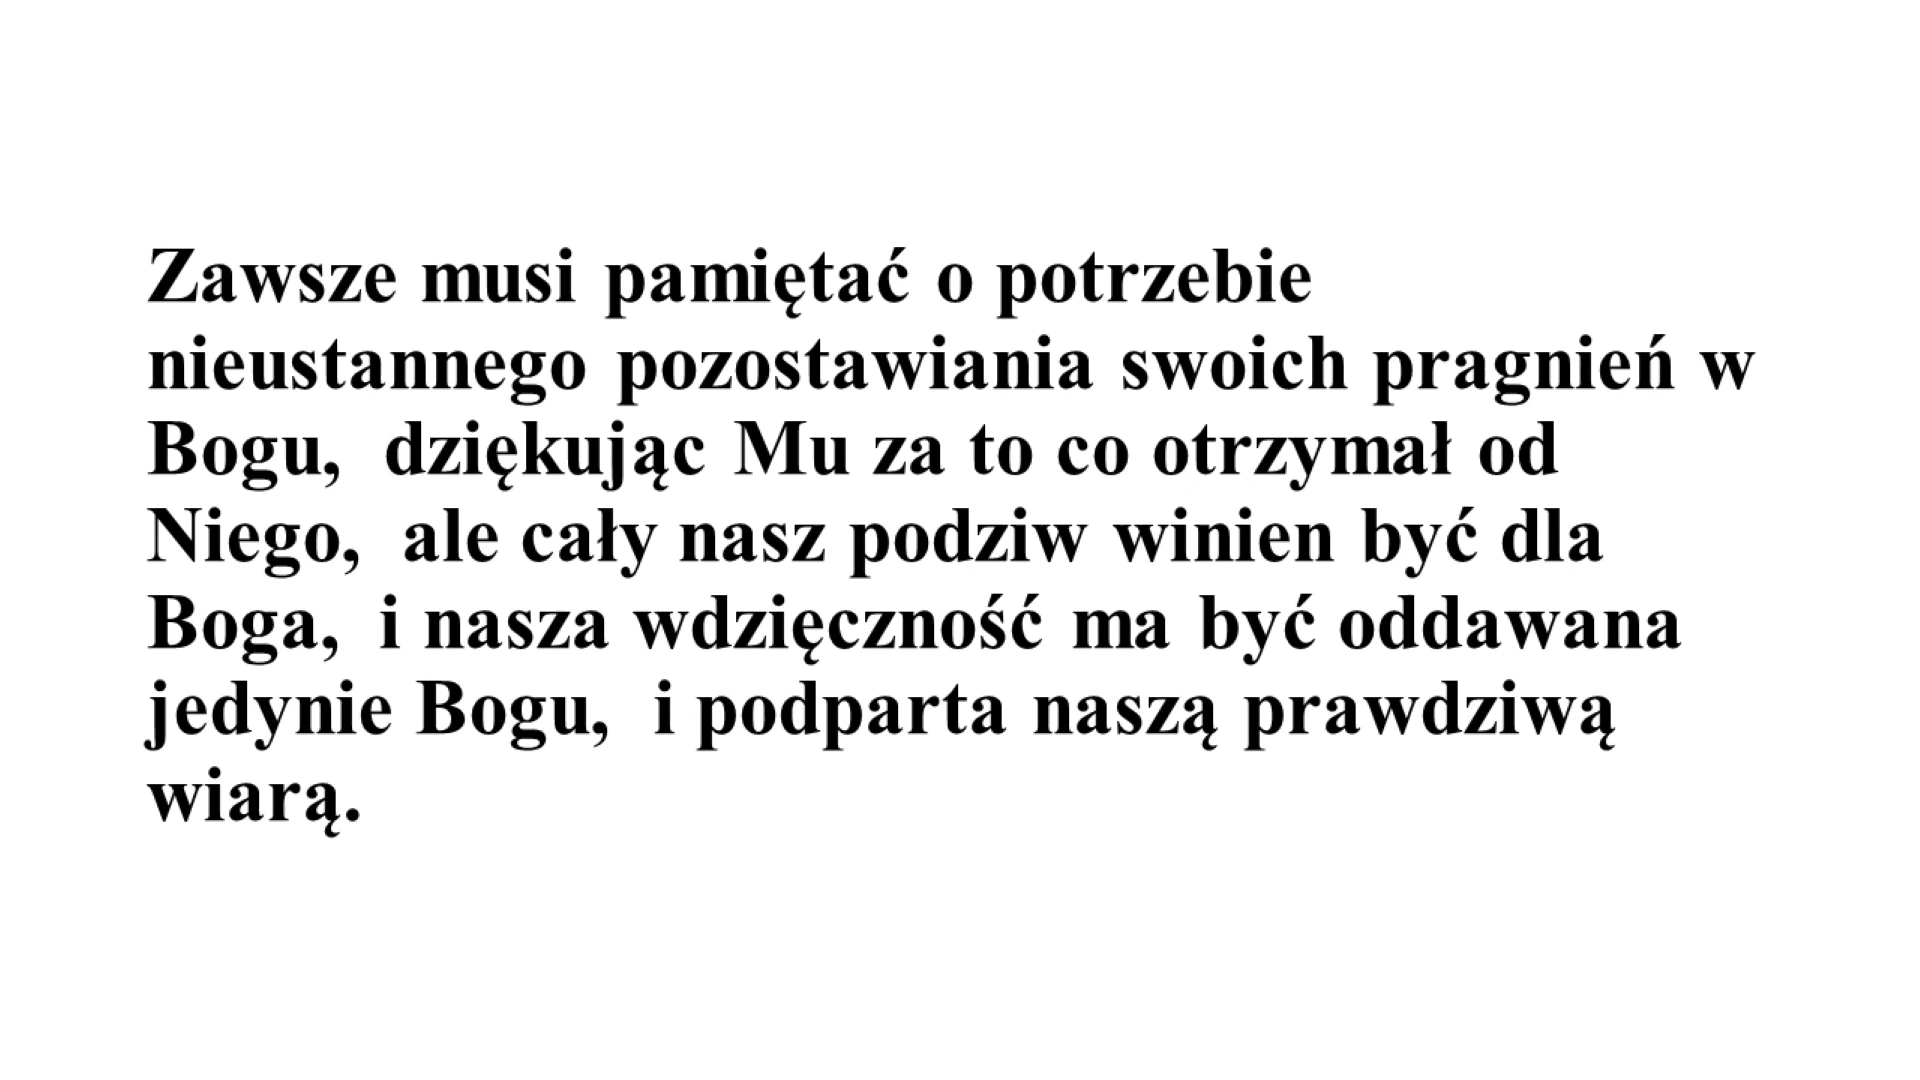 Zawsze musi pamiętać o potrzebie
nieustannego pozostawiania swoich pragnień w
Bogu,  dziękując Mu za to co otrzymał od
Niego,  ale cały nasz podziw winien być dla
Boga,  i nasza wdzięczność ma być oddawana
jedynie Bogu,  i podparta naszą prawdziwą
wiarą.